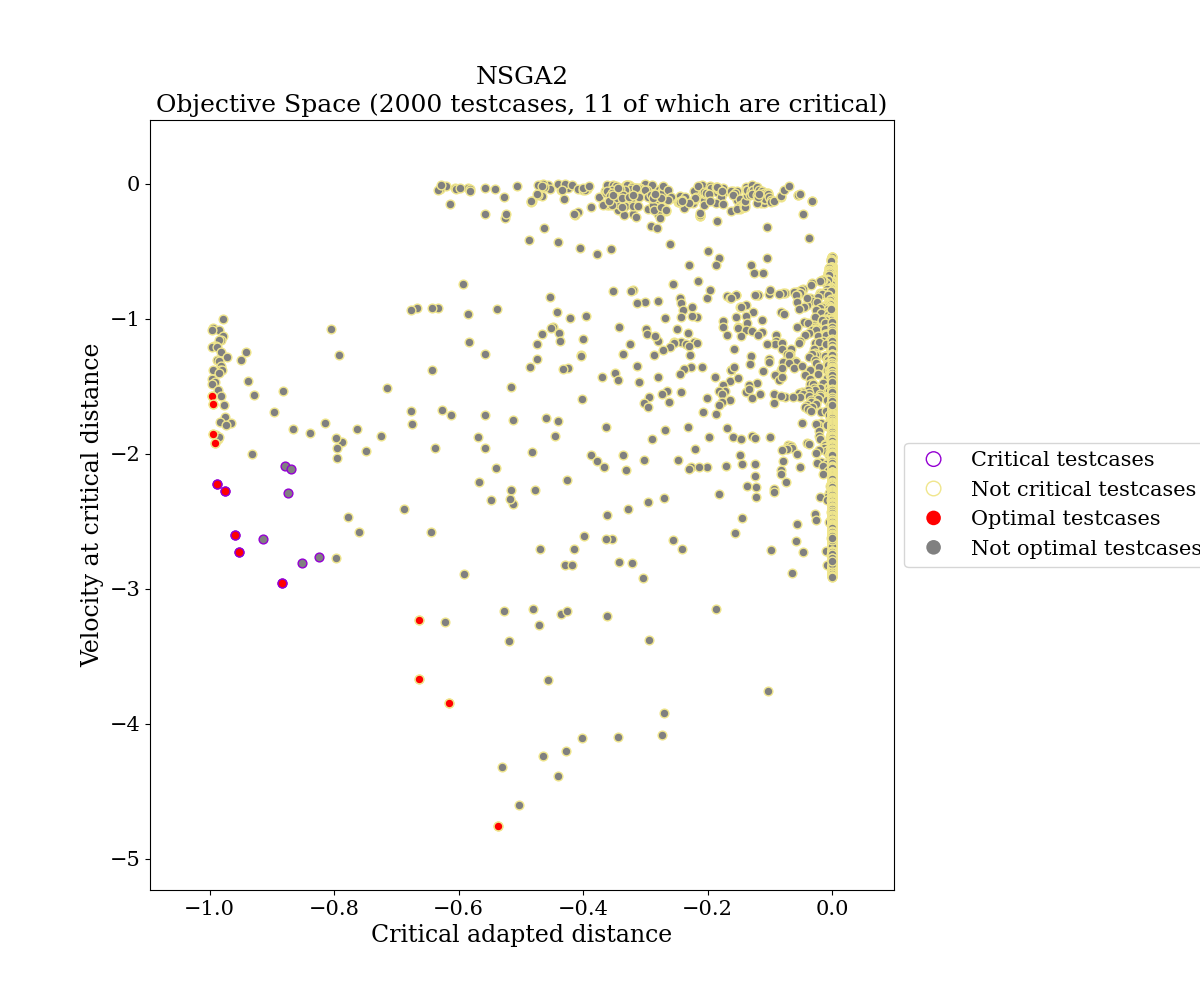 NSGA2
Objective Space (2000 testcases, 11 of which are critical)
0
−1
−2
−3
−4
−5
Velocity at critical distance
−1.0
−0.8
−0.6
−0.4
−0.2
0.0
Critical adapted distance
Critical testcases
Not critical testcases
Optimal testcases
Not optimal testcases